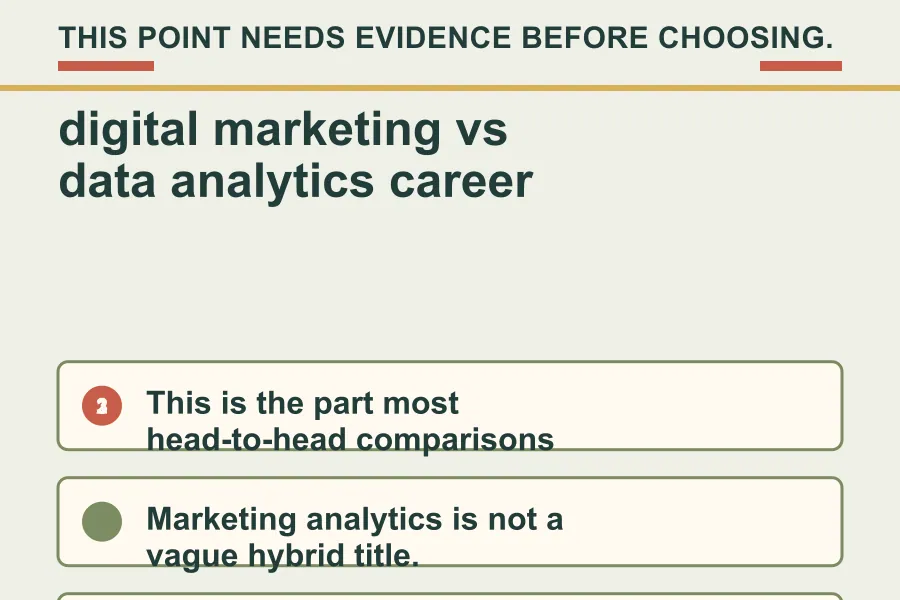 THIS POINT NEEDS EVIDENCE BEFORE CHOOSING.
digital marketing vs
data analytics career
This is the part most
head-to-head comparisons
Marketing analytics is not a
vague hybrid title.